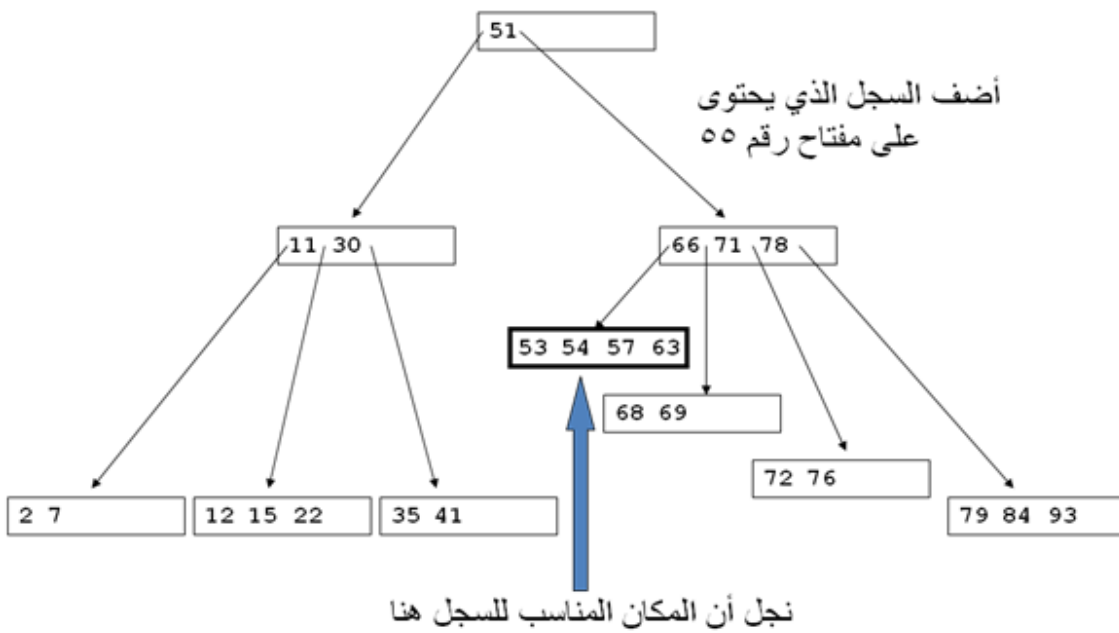 51
أضف السجل الذي يحتوى
على مفتاح رقم ٥٥
11 30
66 71 78
53 54 57 63
68 69
72 76
2 7
12 15 22
35 41
79 84 93
نجل أن المكان المناسب للسجل هنا